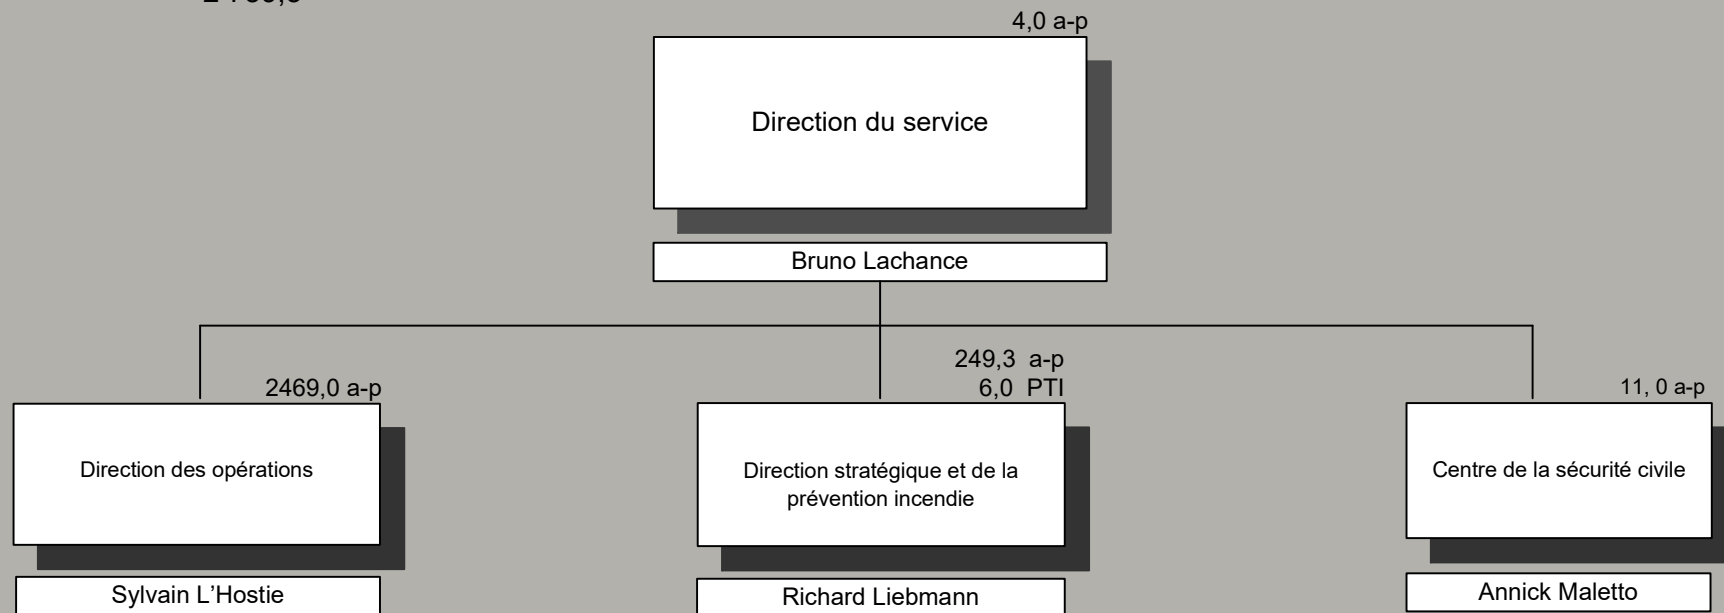 4,0 a-p
Direction du service
Bruno Lachance
249,3 a-p
2469,0 a-p
6,0 PTI
11, 0 a-p
Direction des opérations
Direction stratégique et de la
prévention incendie
Centre de la sécurité civile
Sylvain L'Hostie
Richard Liebmann
Annick Maletto